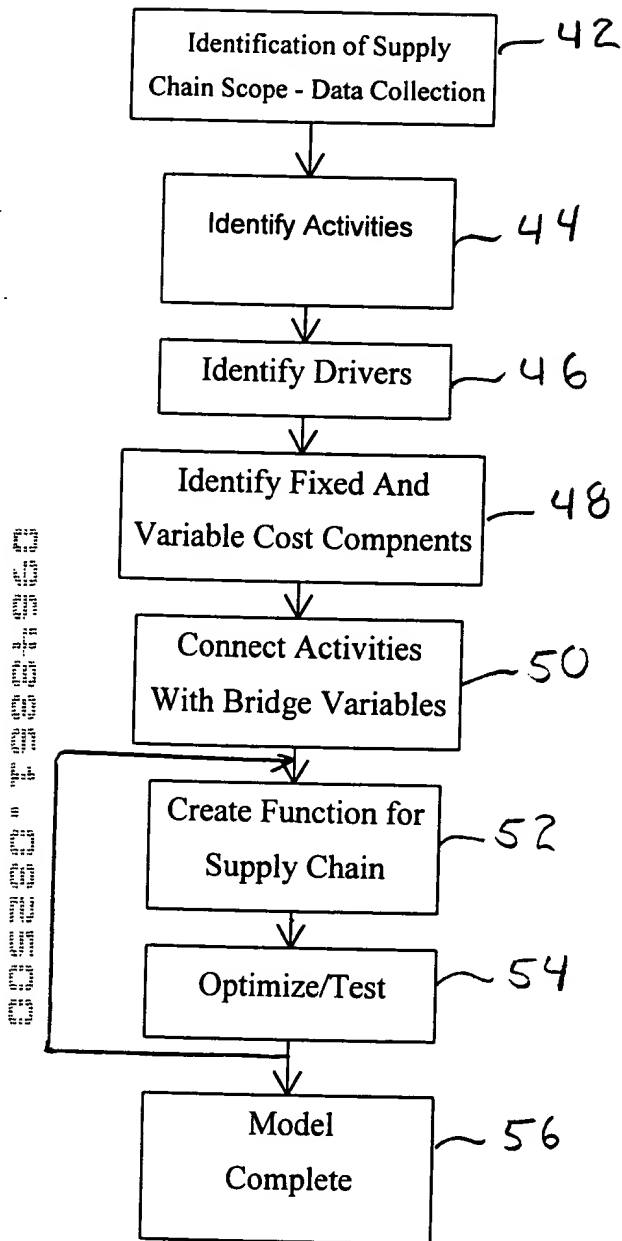 Identification of Supply
Chain Scope - Data Collection
42
Identify Activities
44
Identify Drivers
46
Identify Fixed And
Variable Cost Compnents
48
Connect Activities
With Bridge Variables
50
Create Function for
Supply Chain
52
Optimize/Test
54
Model
Complete
56